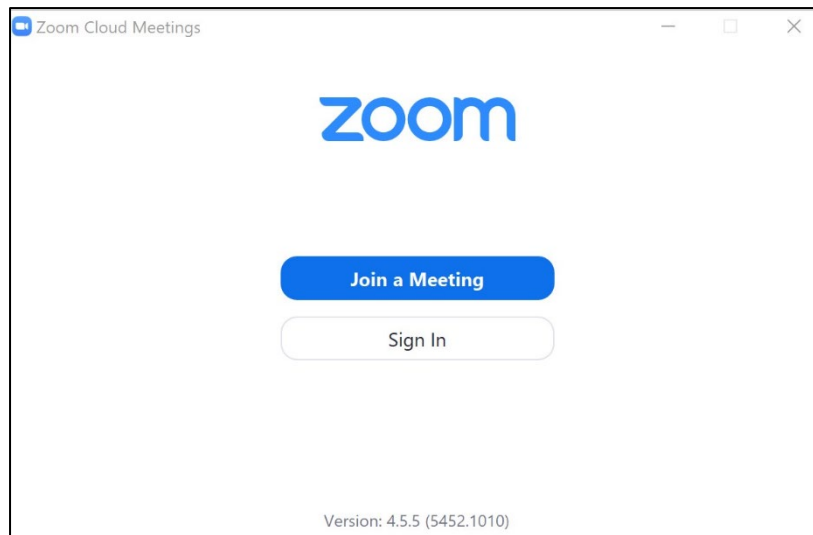 Zoom Cloud Meetings
zoom
Join a Meeting
Sign In
Version: 4.5.5 (5452.1010)